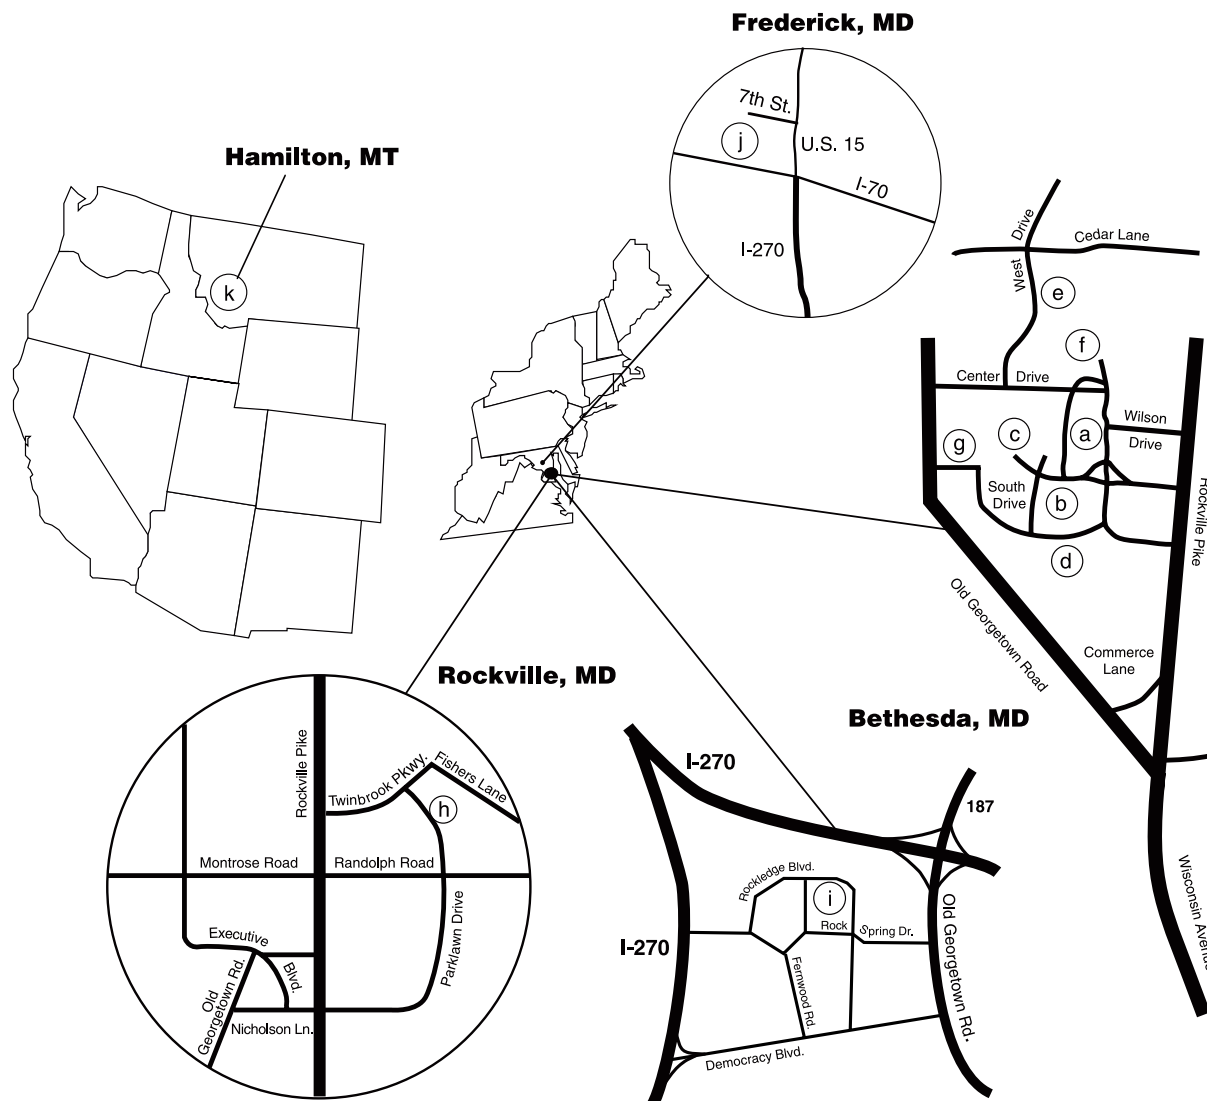 Frederick, MD
7th St.
j
U.S. 15
I-70
I-270
Hamilton, MT
k
West
Drive
Cedar Lane
e
f
Center Drive
Wilson
Drive
c
a
g
South
Drive
b
d
Rockville Pike
Old Georgetown Road
Commerce
Lane
Wisconsin Avenue
Rockville, MD
Rockville Pike
Twinbrook Pkwy.
Fishers Lane
h
Montrose Road
Randolph Road
Executive
Blvd.
Parklawn Drive
Old
Georgetown Rd.
Nicholson Ln.
Bethesda, MD
I-270
187
Rockledge Blvd.
i
Rock Spring Dr.
I-270
Fernwood Rd.
Old Georgetown Rd.
Democracy Blvd.